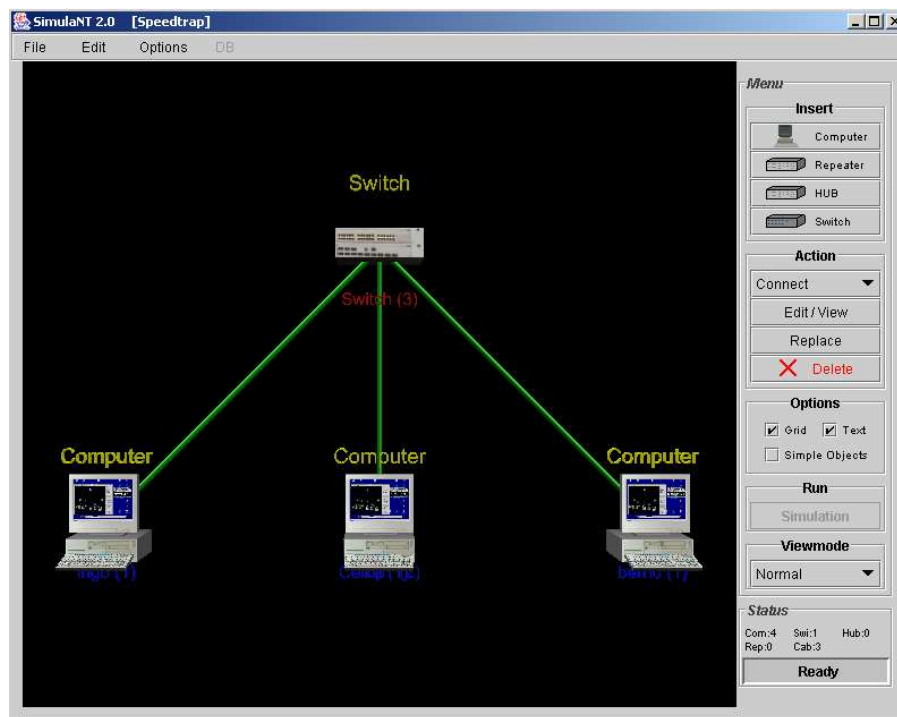 SimulaNT 2.0 [Speedtrap]
File Edit Options DB
Menu
Insert
Computer
Repeater
HUB
Switch
Action
Connect
Edit / View
Replace
Delete
Options
Grid Text
Simple Objects
Run
Simulation
Viewmode
Normal
Status
Com:4 Swi:1 Hub:0
Rep:0 Cab:3
Ready
Switch
Switch (3)
Computer Computer Computer